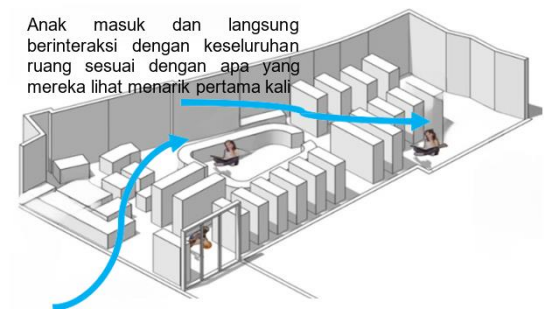 Anak masuk dan langsung
berinteraksi dengan keseluruhan
ruang sesuai dengan apa yang
mereka lihat menarik pertama kali